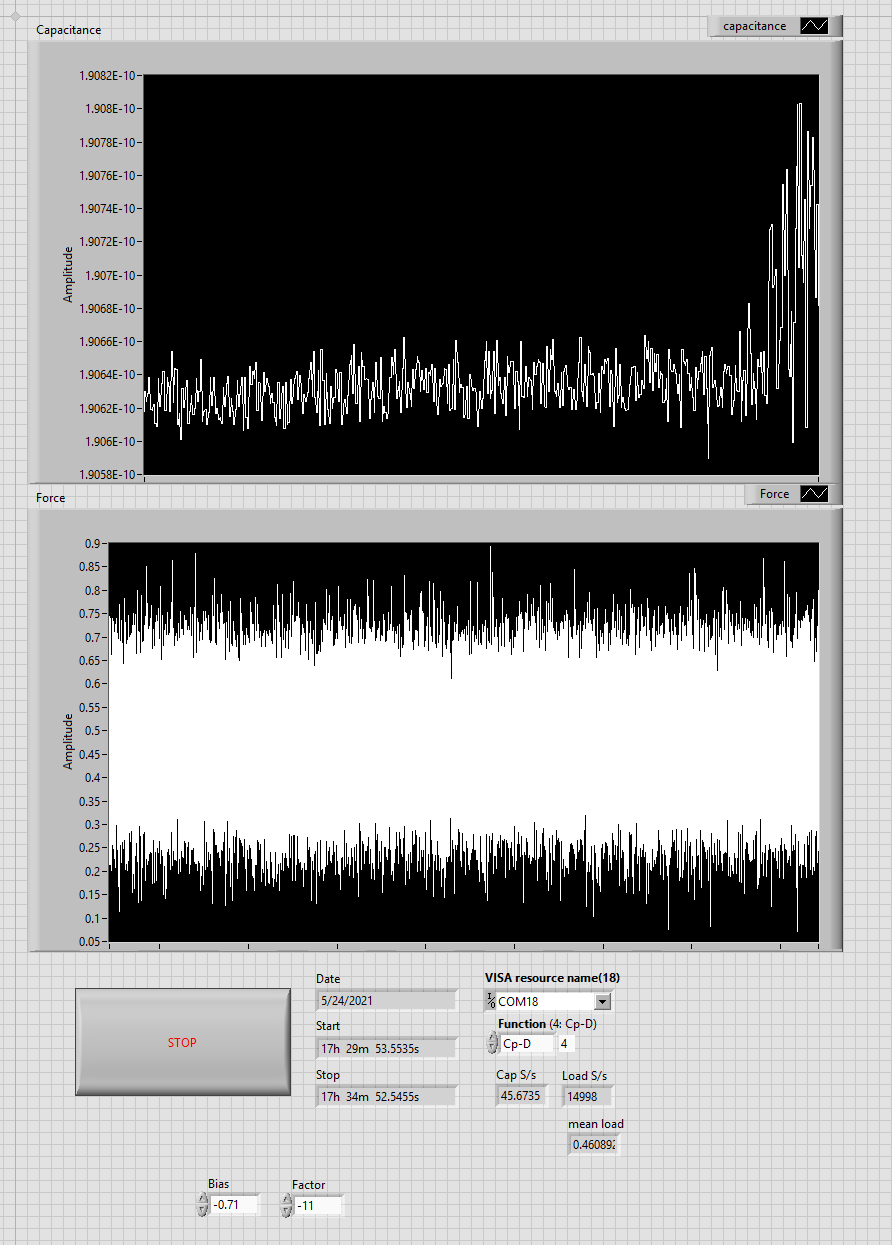 Capacitance
capacitance
1.9082E-10
1.908E-10
1.9078E-10
1.9076E-10
1.9074E-10
1.9072E-10
1.907E-10
1.9068E-10
1.9066E-10
1.9064E-10
1.9062E-10
1.906E-10
1.9058E-10
Amplitude
Force
Force
0.9
0.85
0.8
0.75
0.7
0.65
0.6
0.55
0.5
0.45
0.4
0.35
0.3
0.25
0.2
0.15
0.1
0.05
Amplitude
STOP
Date
5/24/2021
Start
17h 29m 53.5535s
Stop
17h 34m 52.5455s
VISA resource name(18)
I/O COM18
Function (4: Cp-D)
Cp-D 4
Cap S/s Load S/s
45.6735 14998
mean load
0.460892
Bias Factor
-0.71 -11